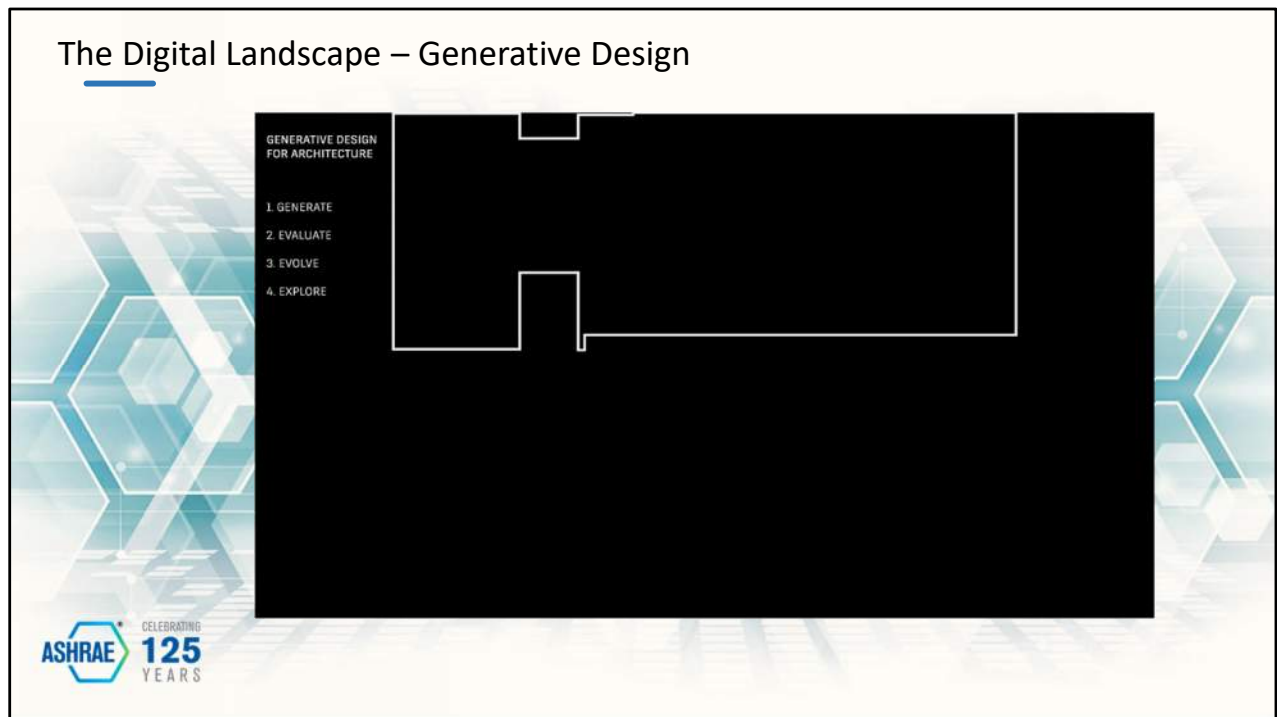 The Digital Landscape – Generative Design
GENERATIVE DESIGN
FOR ARCHITECTURE
1. GENERATE
2. EVALUATE
3. EVOLVE
4. EXPLORE
ASHRAE
CELEBRATING
125
YEARS